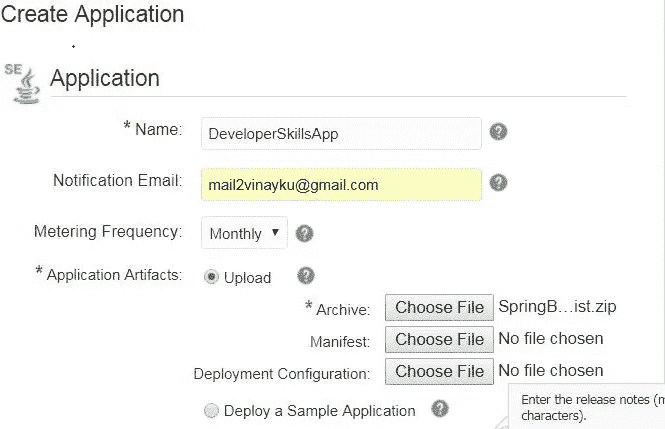 Create Application
SE
Application
* Name: DeveloperSkillsApp
Notification Email: mail2vinayku@gmail.com
Metering Frequency: Monthly
* Application Artifacts: Upload
* Archive: Choose File SpringB…ist.zip
Manifest: Choose File No file chosen
Deployment Configuration: Choose File No file chosen
Deploy a Sample Application
Enter the release notes (m
characters).